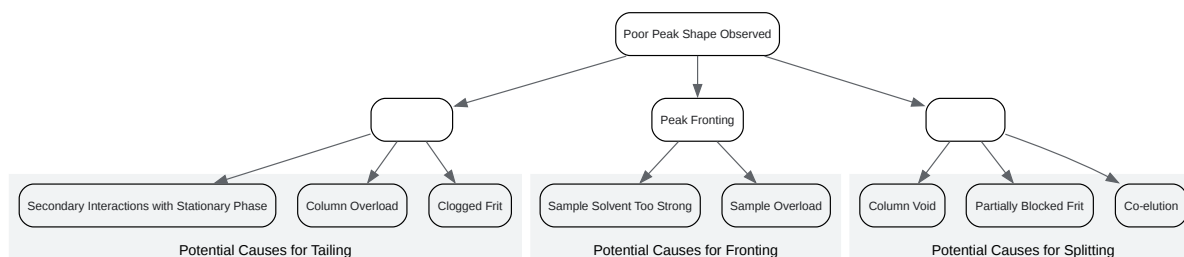 Poor Peak Shape Observed
Peak Fronting
Secondary Interactions with Stationary Phase
Column Overload
Clogged Frit
Sample Solvent Too Strong
Sample Overload
Column Void
Partially Blocked Frit
Co-elution
Potential Causes for Tailing
Potential Causes for Fronting
Potential Causes for Splitting